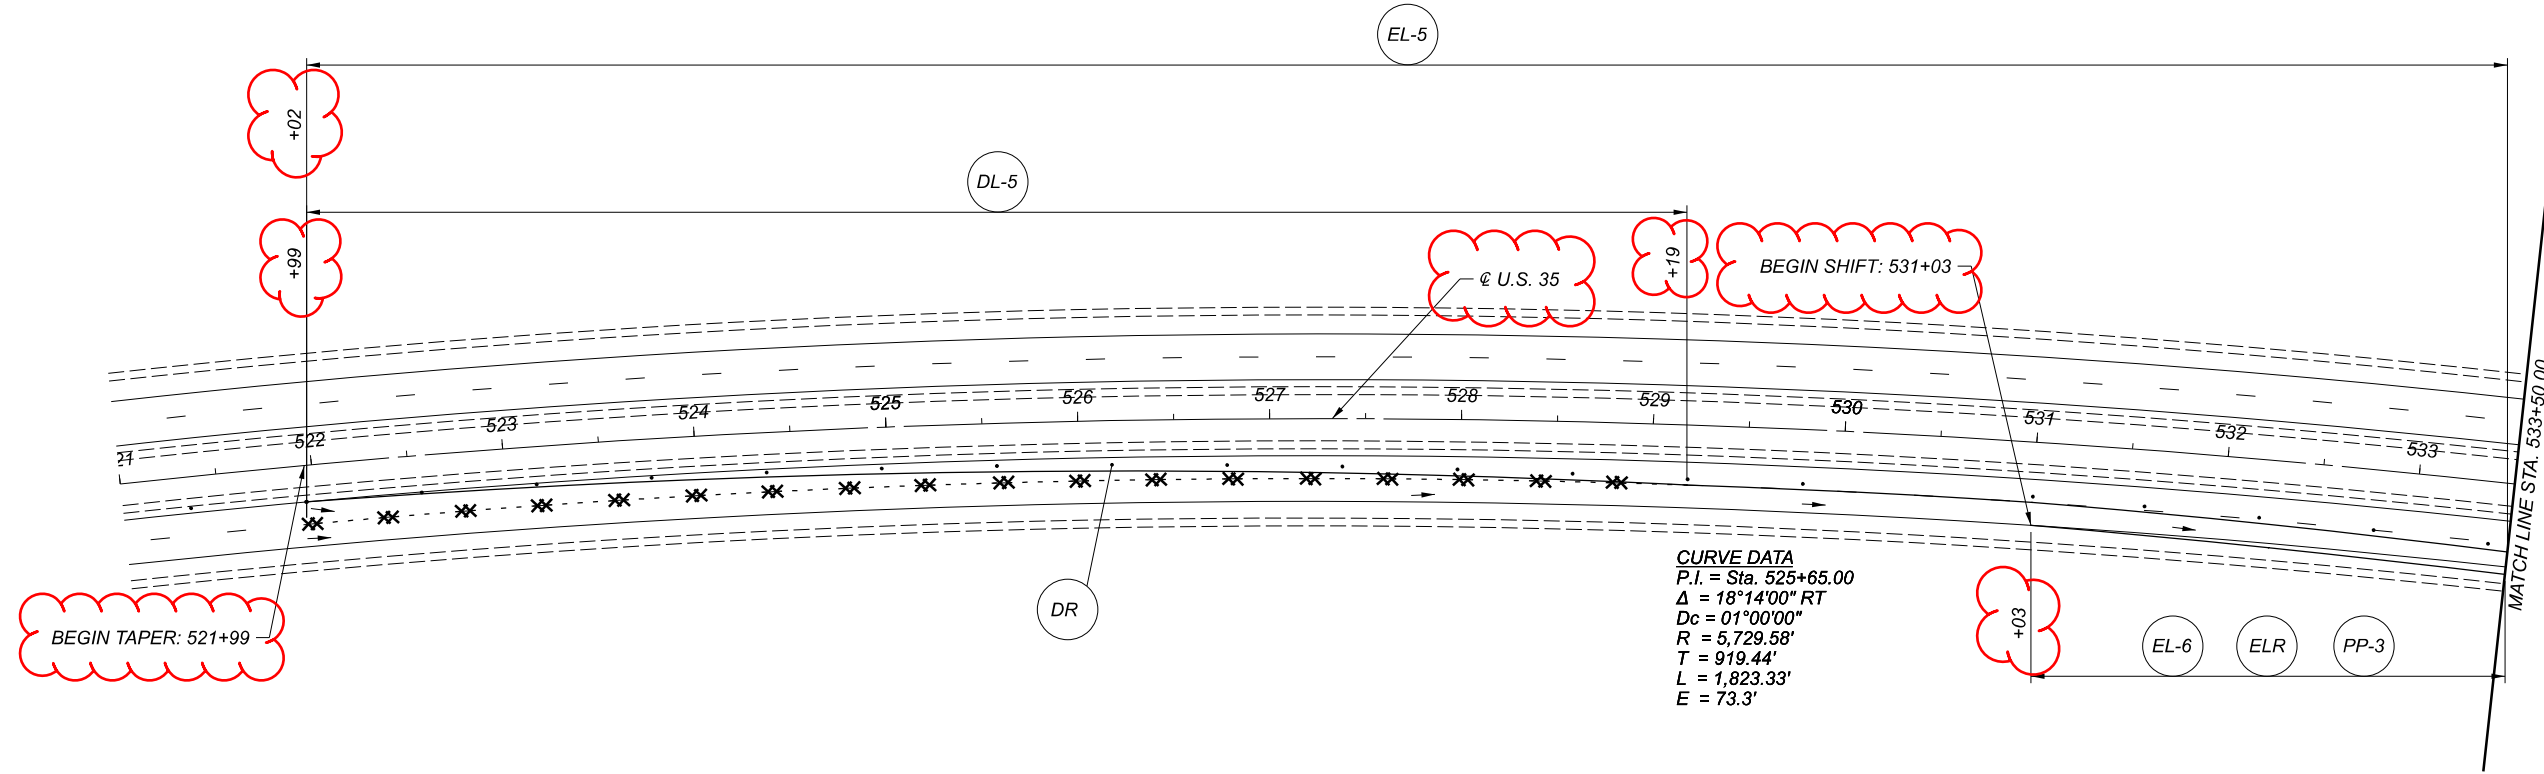 EL-5
+02
DL-5
+99
+19
BEGIN SHIFT: 531+03
℄ U.S. 35
21
522
523
524
525
526
527
528
529
530
531
532
533
MATCH LINE STA. 533+50.00
CURVE DATA
P.I. = Sta. 525+65.00
Δ = 18°14'00" RT
Dc = 01°00'00"
R = 5,729.58'
T = 919.44'
L = 1,823.33'
E = 73.3'
DR
BEGIN TAPER: 521+99
+03
EL-6
ELR
PP-3